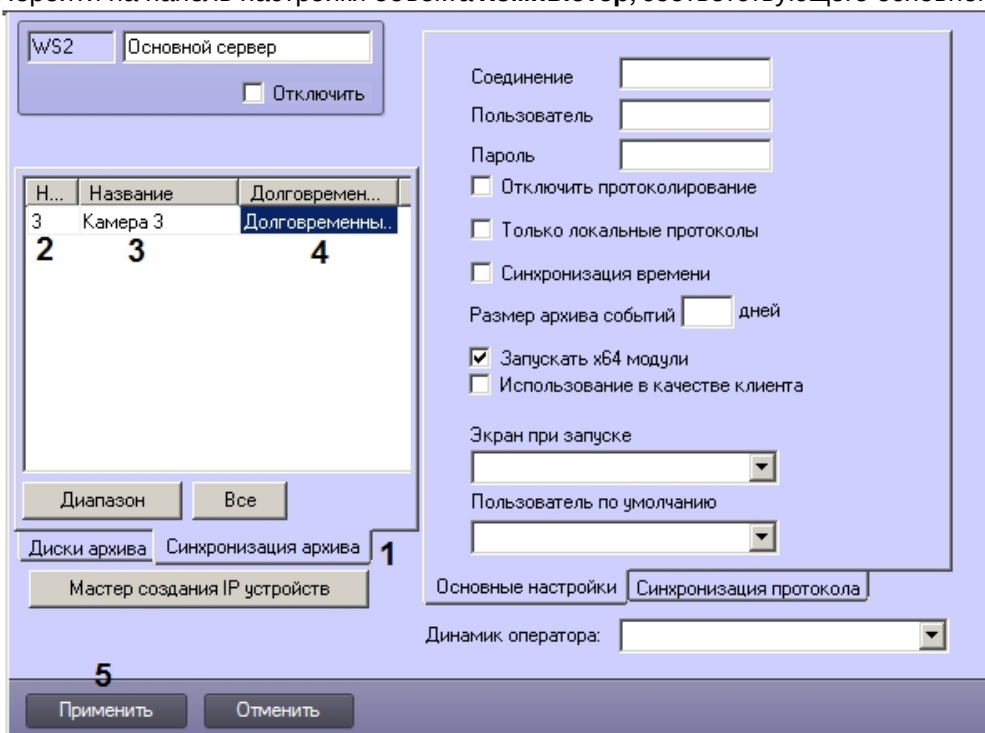 WS2
Основной сервер
Отключить
Н... Название Долговремен...
3 Камера 3 Долговременны..
2 3 4
Диапазон Все
Диски архива Синхронизация архива 1
Мастер создания IP устройств
Соединение
Пользователь
Пароль
Отключить протоколирование
Только локальные протоколы
Синхронизация времени
Размер архива событий дней
Запускать x64 модули
Использование в качестве клиента
Экран при запуске
Пользователь по умолчанию
Основные настройки Синхронизация протокола
Динамик оператора:
5
Применить Отменить